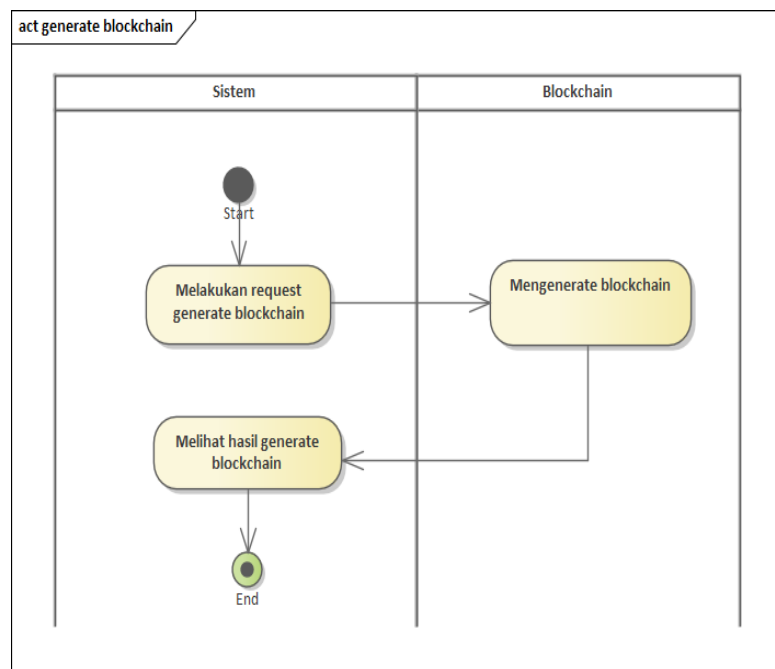 act generate blockchain
Sistem
Blockchain
Start
Melakukan request
generate blockchain
Mengenerate blockchain
Melihat hasil generate
blockchain
End